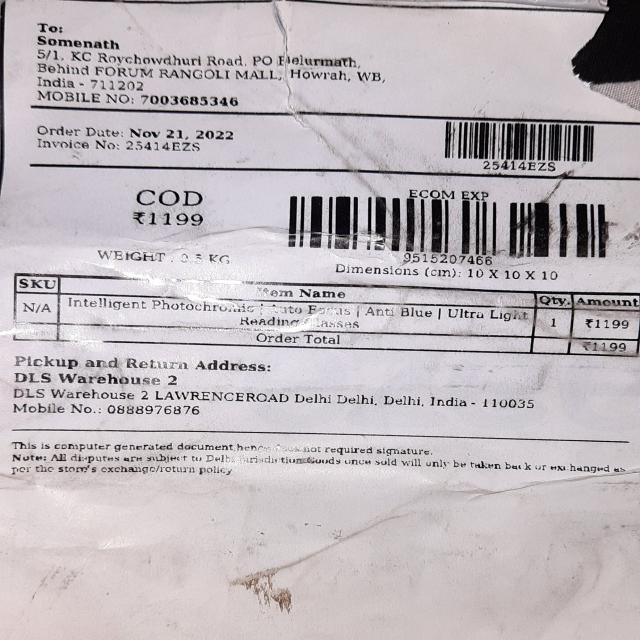 To:
Somenath
5/1, KC Roychowdhuri Road, PO Belurmath,
Behind FORUM RANGOLI MALL, Howrah, WB,
India - 711202
MOBILE NO: 7003685346
Order Date: Nov 21, 2022
Invoice No: 25414EZS
25414EZS
COD
₹1199
ECOM EXP
9515207466
WEIGHT : 0.5 KG
Dimensions (cm): 10 X 10 X 10
SKU Item Name Qty. Amount
N/A Intelligent Photochromic | Auto Focus | Anti Blue | Ultra Light
Reading Glasses 1 ₹1199
Order Total ₹1199
Pickup and Return Address:
DLS Warehouse 2
DLS Warehouse 2 LAWRENCEROAD Delhi Delhi, Delhi, India - 110035
Mobile No.: 0888976876
This is computer generated document, hence does not required signature.
Note: All disputes are subject to Delhi jurisdiction. Goods once sold will only be taken back or exchanged as
per the store's exchange/return policy